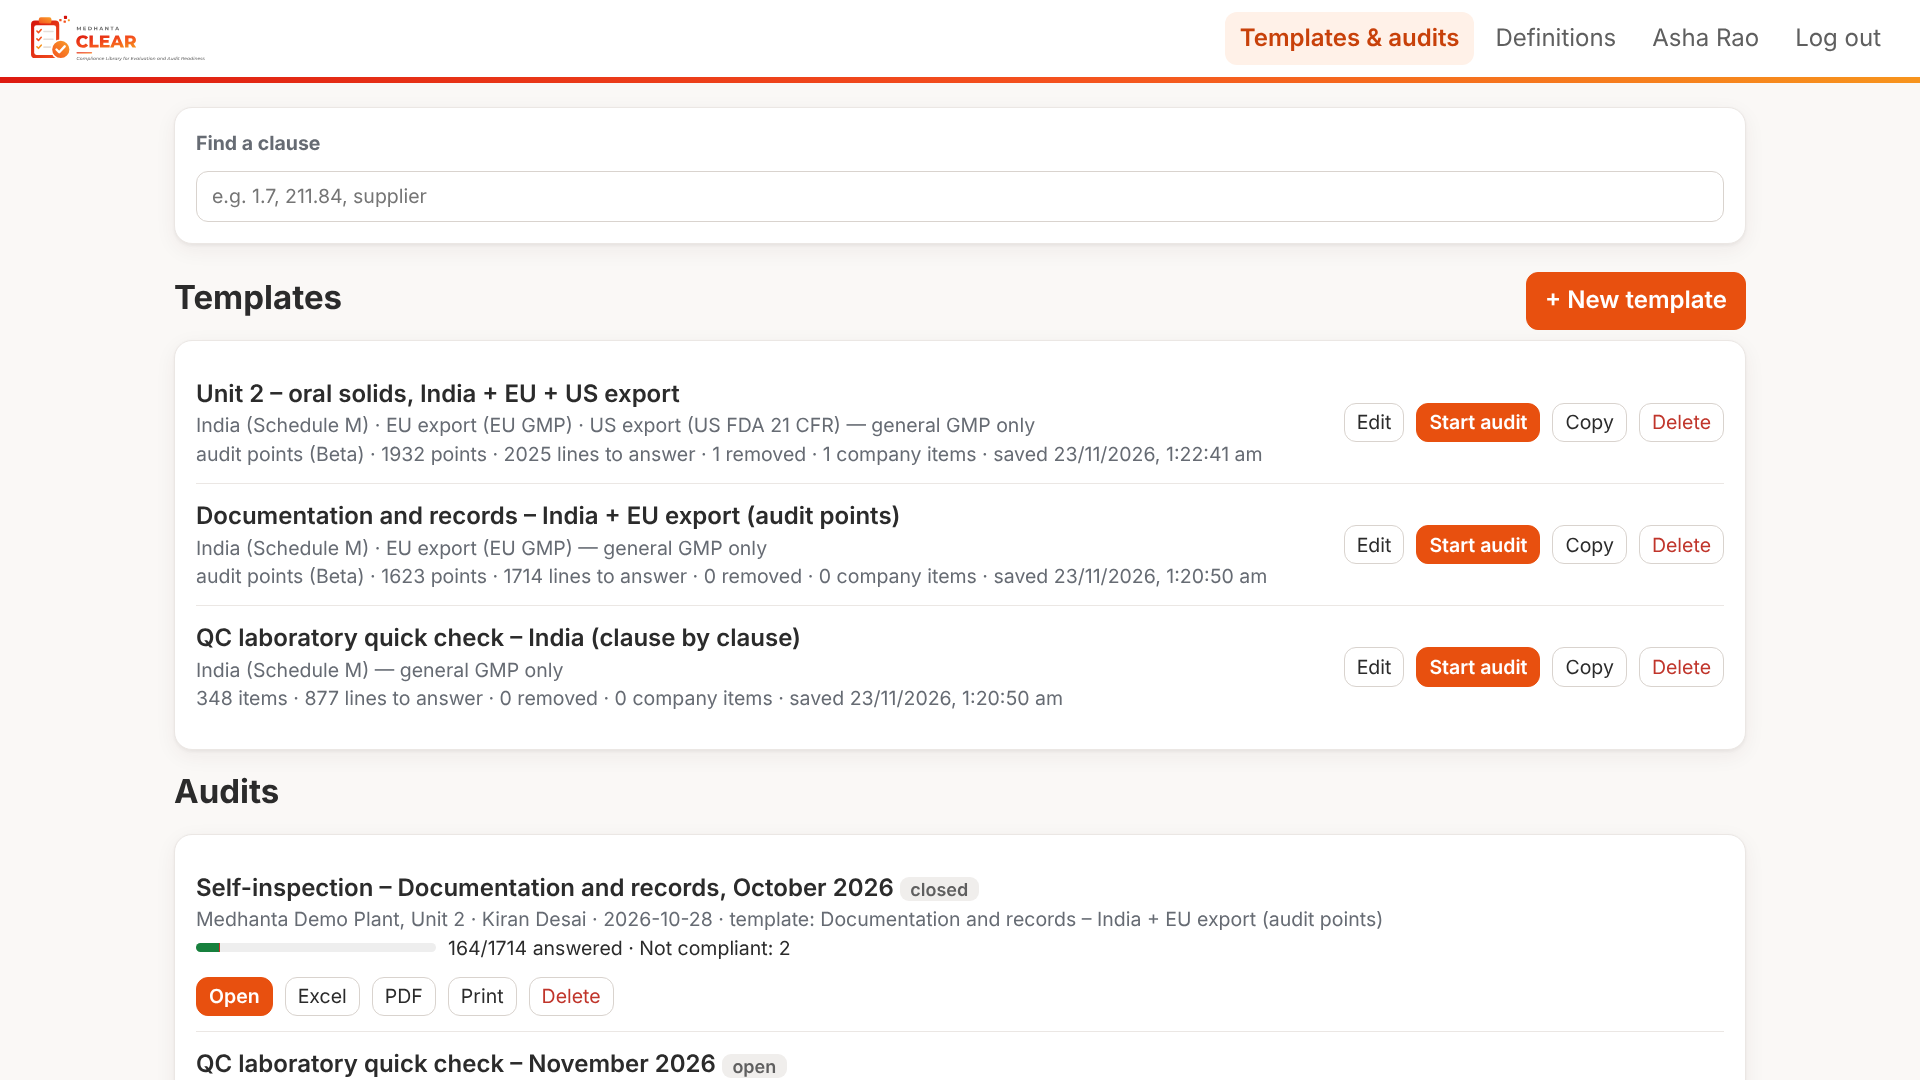 MEDHANTA
CLEAR
Compliance Library for Evaluation and Audit Readiness
Templates & audits
Definitions
Asha Rao
Log out
Find a clause
e.g. 1.7, 211.84, supplier
Templates
+ New template
Unit 2 – oral solids, India + EU + US export
India (Schedule M) · EU export (EU GMP) · US export (US FDA 21 CFR) — general GMP only
audit points (Beta) · 1932 points · 2025 lines to answer · 1 removed · 1 company items · saved 23/11/2026, 1:22:41 am
Edit
Start audit
Copy
Delete
Documentation and records – India + EU export (audit points)
India (Schedule M) · EU export (EU GMP) — general GMP only
audit points (Beta) · 1623 points · 1714 lines to answer · 0 removed · 0 company items · saved 23/11/2026, 1:20:50 am
Edit
Start audit
Copy
Delete
QC laboratory quick check – India (clause by clause)
India (Schedule M) — general GMP only
348 items · 877 lines to answer · 0 removed · 0 company items · saved 23/11/2026, 1:20:50 am
Edit
Start audit
Copy
Delete
Audits
Self-inspection – Documentation and records, October 2026 closed
Medhanta Demo Plant, Unit 2 · Kiran Desai · 2026-10-28 · template: Documentation and records – India + EU export (audit points)
164/1714 answered · Not compliant: 2
Open
Excel
PDF
Print
Delete
QC laboratory quick check – November 2026 open